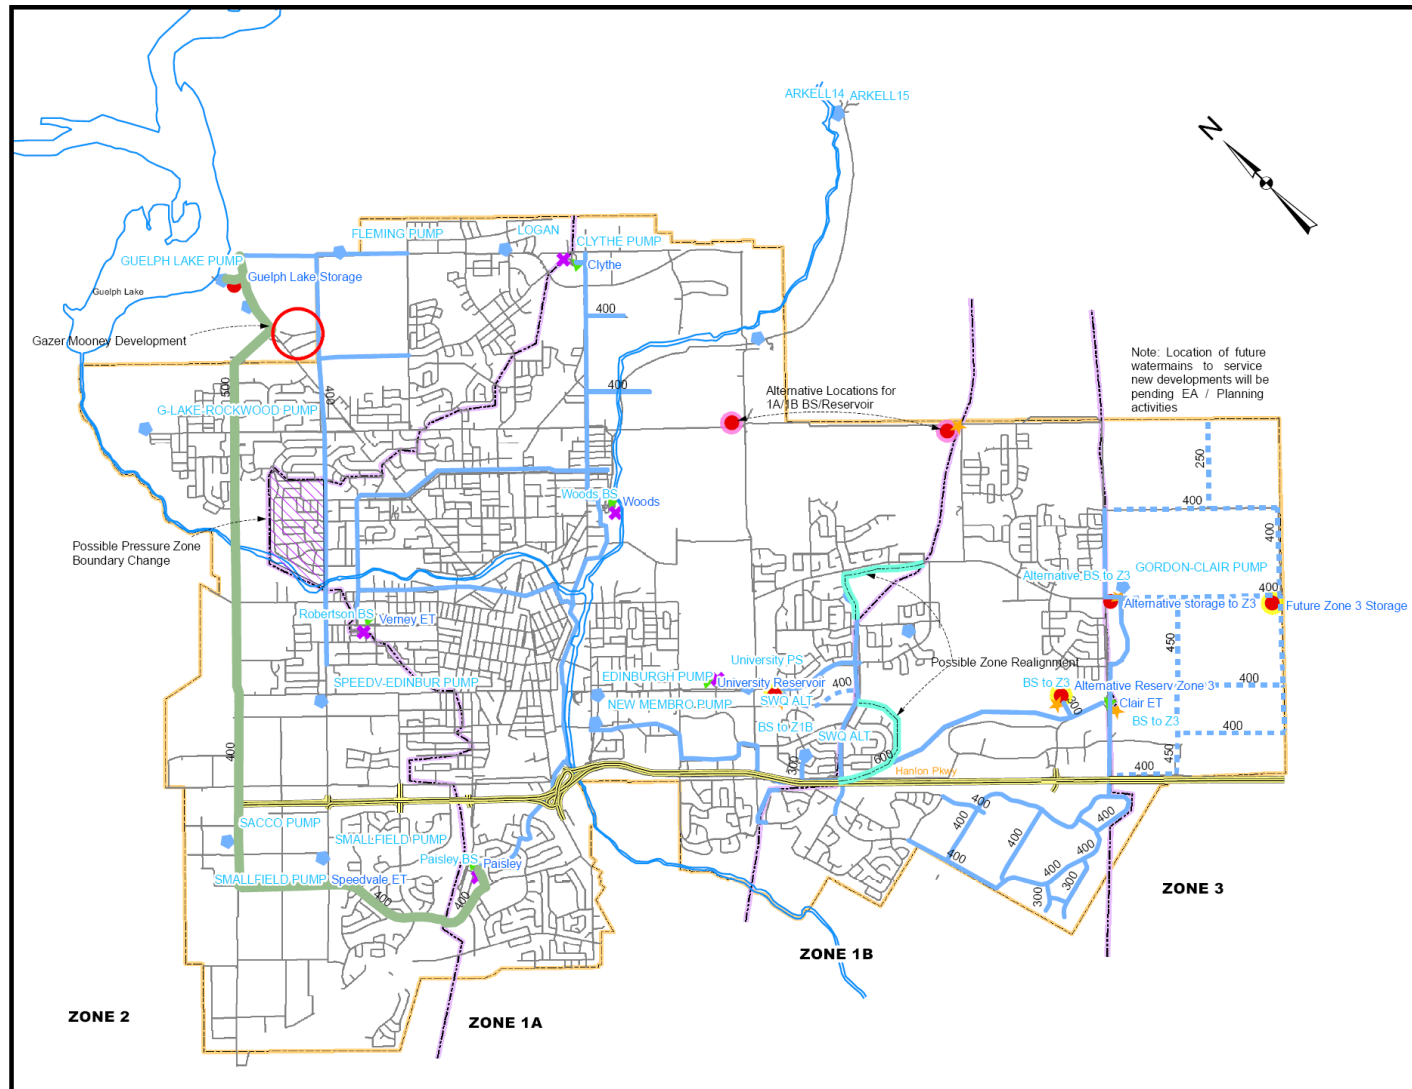 ARKELL14
ARKELL15
N
FLEMING PUMP
LOGAN
CLYTHE PUMP
GUELPH LAKE PUMP
Clythe
Guelph Lake Storage
Guelph Lake
400
Gazer Mooney Development
Note: Location of future
watermains to service
new developments will be
pending EA / Planning
activities
500
400
400
Alternative Locations for
1A/1B BS/Reservoir
G-LAKE-ROCKWOOD PUMP
250
400
Woods BS
Woods
400
Possible Pressure Zone
Boundary Change
GORDON-CLAIR PUMP
Alternative BS to Z3
400
Alternative storage to Z3
Future Zone 3 Storage
Robertson BS
Verney ET
450
University PS
Possible Zone Realignment
EDINBURGH PUMP
University Reservoir
400
BS to Z3
Alternative Reserv Zone 3
400
SPEEDV-EDINBUR PUMP
NEW MEMBRO PUMP
SWQ ALT
300
Clair ET
BS to Z3
BS to Z1B
SWQ ALT
400
400
600
450
300
Hanlon Pkwy
400
400
400
400
400
SACCO PUMP
SMALLFIELD PUMP
400
400
400
Paisley BS
Paisley
SMALLFIELD PUMP
Speedvale ET
400
400
300
300
ZONE 3
ZONE 1B
ZONE 2
ZONE 1A